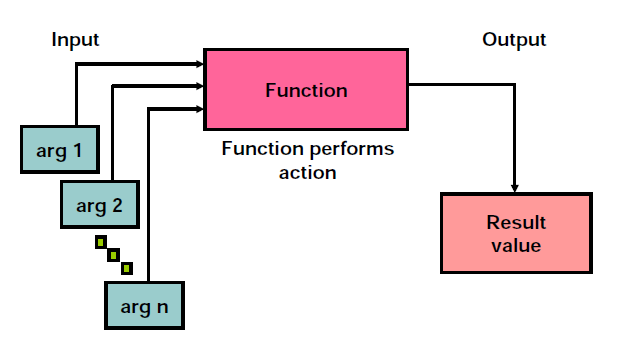 Input
Output
Function
Function performs
action
arg 1
arg 2
arg n
Result
value